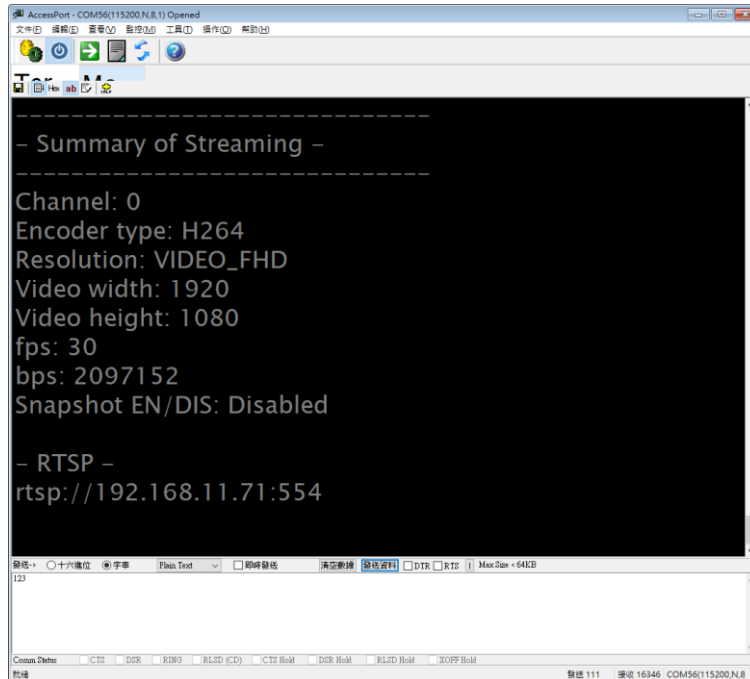 AccessPort - COM56(115200,N,8,1) Opened
文件(F) 編輯(E) 查看(V) 監控(M) 工具(T) 操作(O) 幫助(H)
Hex ab
------------------------------
- Summary of Streaming -
------------------------------
Channel: 0
Encoder type: H264
Resolution: VIDEO_FHD
Video width: 1920
Video height: 1080
fps: 30
bps: 2097152
Snapshot EN/DIS: Disabled
- RTSP -
rtsp://192.168.11.71:554
發送-> 十六進位 字串 Plain Text 即時發送 清空數據 發送資料 DTR RTS Max Size < 64KB
123
Comm Status CTS DSR RING RLSD (CD) CTS Hold DSR Hold RLSD Hold XOFF Hold
就緒 發送 111 接收 16346 COM56(115200,N,8